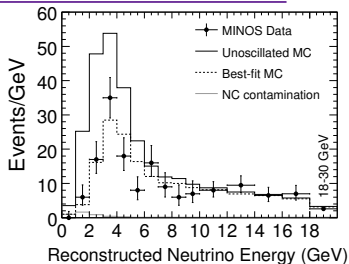 60
50
40
30
20
10
0
Events/GeV
MINOS Data
Unoscillated MC
Best-fit MC
NC contamination
18-30 GeV
0 2 4 6 8 10 12 14 16 18
Reconstructed Neutrino Energy (GeV)